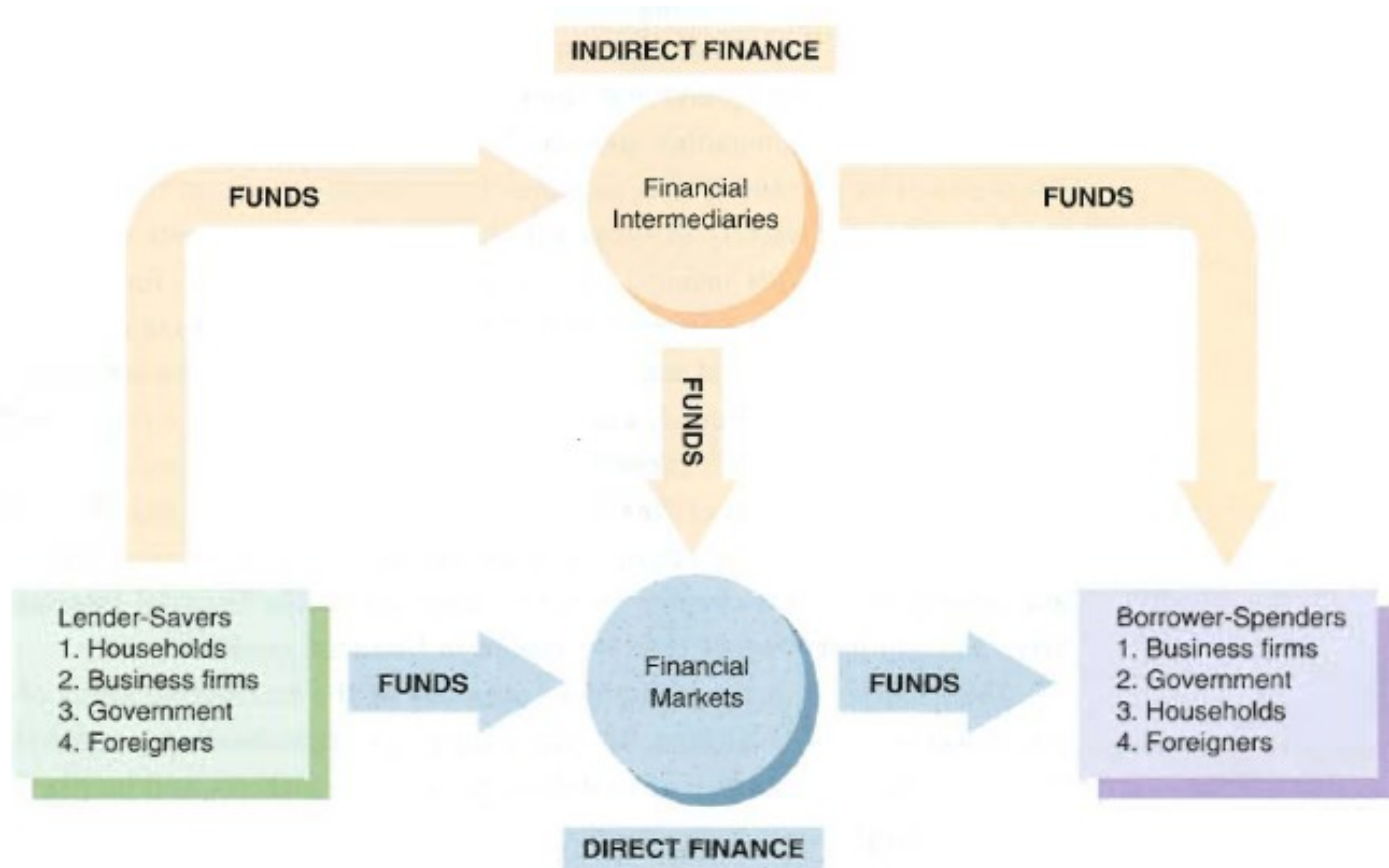 INDIRECT FINANCE
FUNDS
Financial
Intermediaries
FUNDS
FUNDS
Lender-Savers
1. Households
2. Business firms
3. Government
4. Foreigners
FUNDS
Financial
Markets
FUNDS
Borrower-Spenders
1. Business firms
2. Government
3. Households
4. Foreigners
DIRECT FINANCE